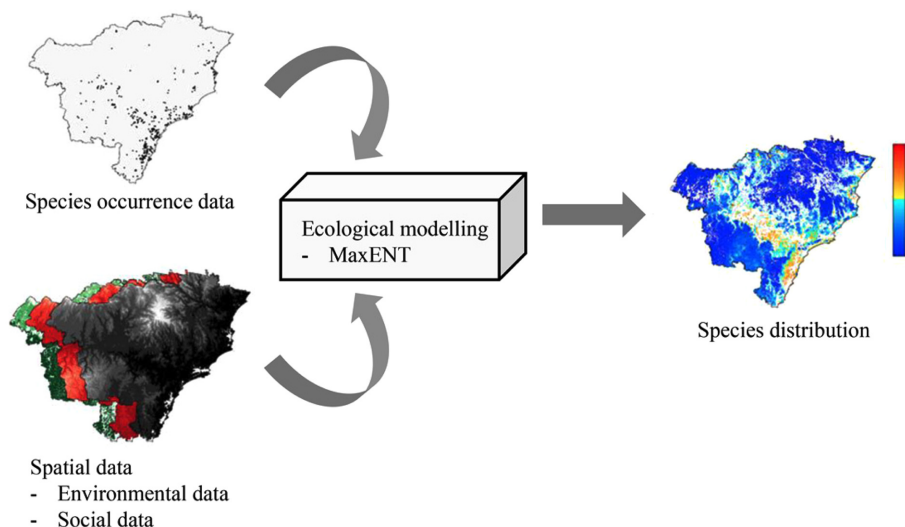 Species occurrence data
Ecological modelling
- MaxENT
Species distribution
Spatial data
- Environmental data
- Social data